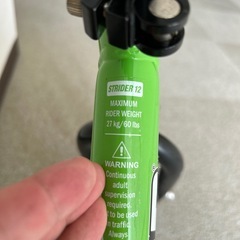 STRIDER 12
MAXIMUM
RIDER WEIGHT
27 kg/60 lbs
WARNING
Continuous
adult
supervision
required.
t to be used
in traffic.
Always